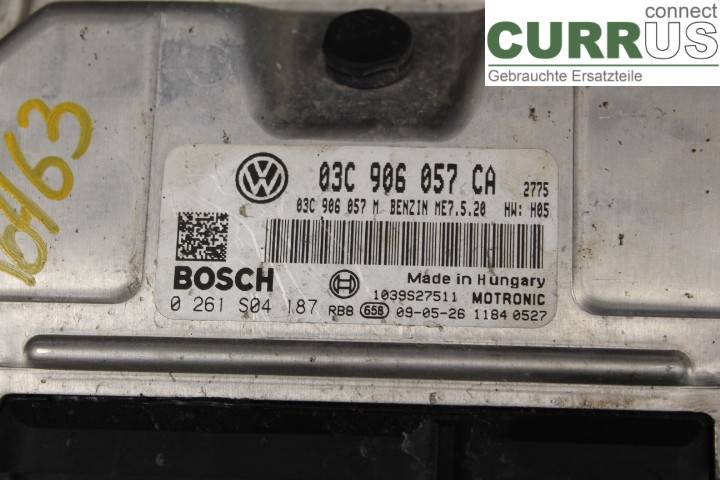 connect
CURRUS
Gebrauchte Ersatzteile
10463
03C 906 057 CA 2775
03C 906 057 M BENZIN ME7.5.20 HW: H05
BOSCH
Made in Hungary
1039S27511 MOTRONIC
0 261 S04 187 RB8 658 09-05-26 1184 0527